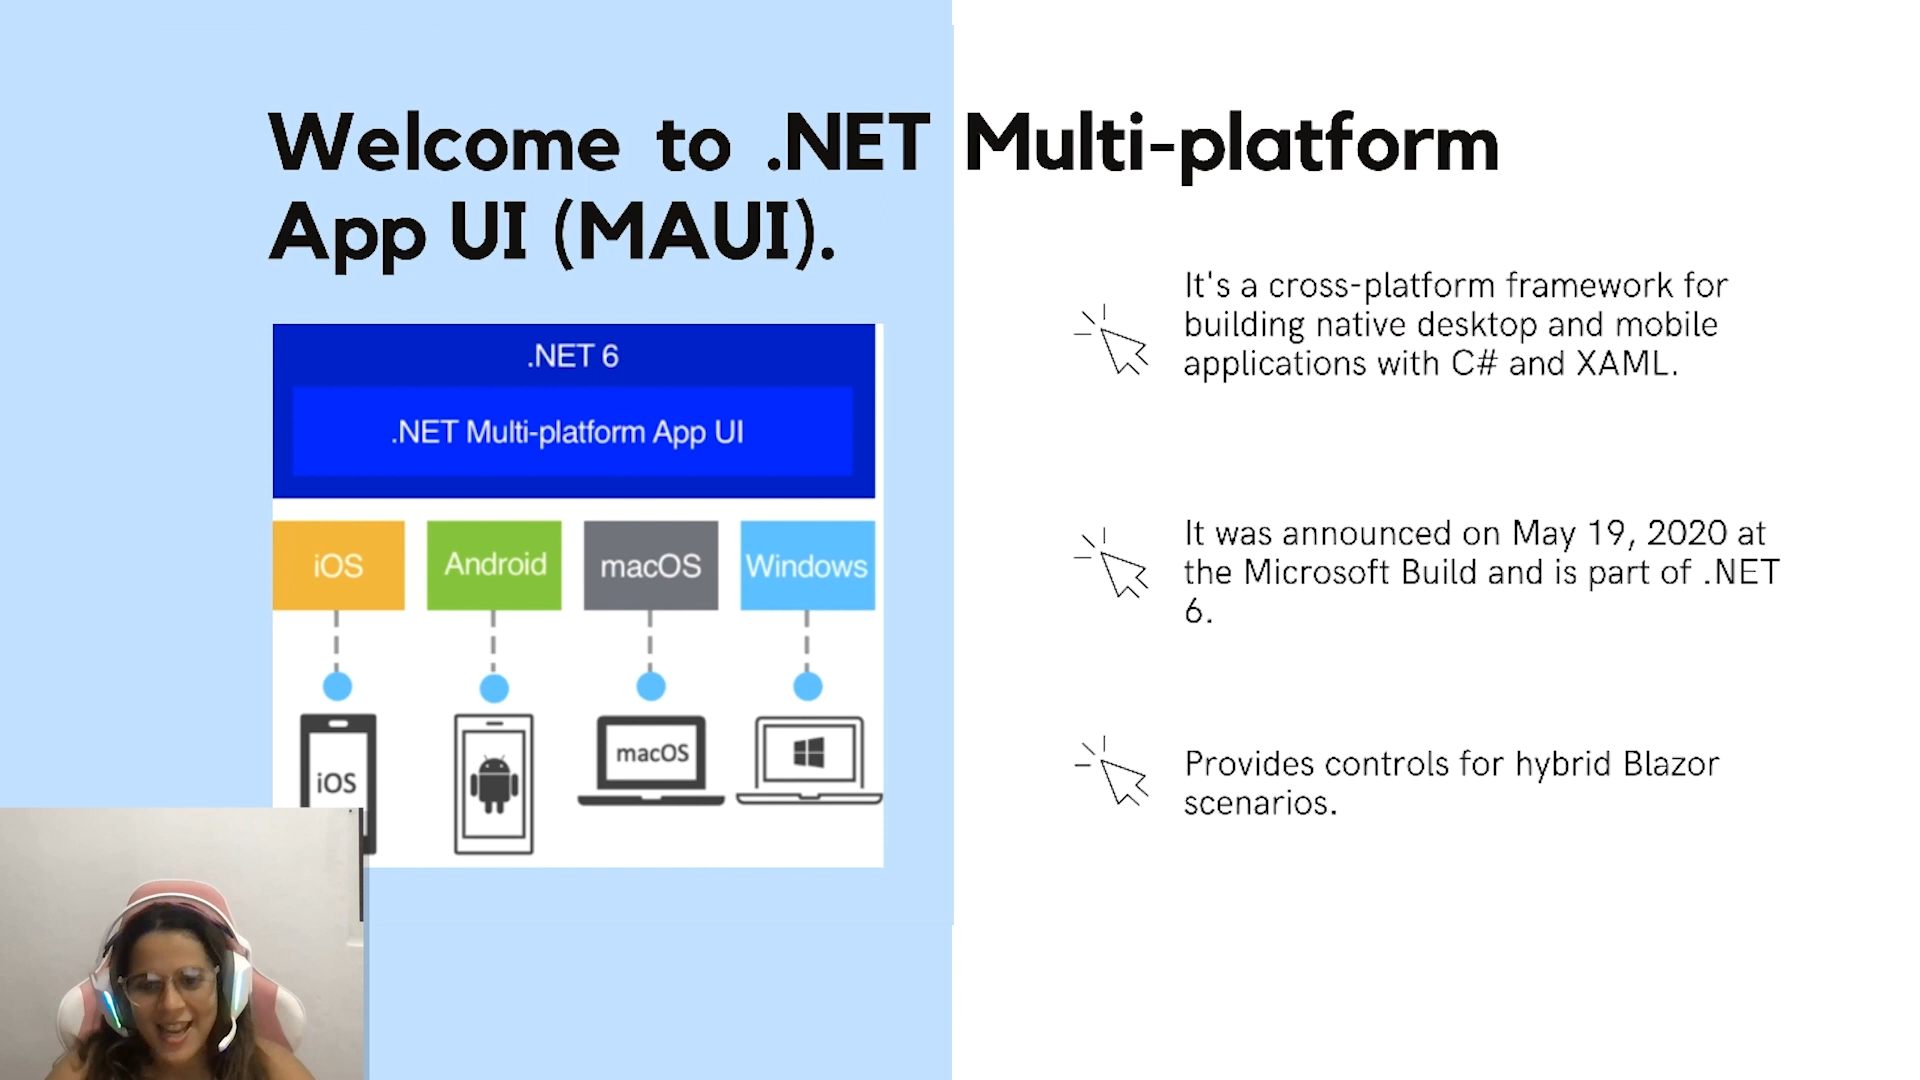 Welcome to .NET Multi-platform
App UI (MAUI).
.NET 6
.NET Multi-platform App UI
iOS
Android
macOS
Windows
iOS
macOS
It's a cross-platform framework for
building native desktop and mobile
applications with C# and XAML.
It was announced on May 19, 2020 at
the Microsoft Build and is part of .NET
6.
Provides controls for hybrid Blazor
scenarios.